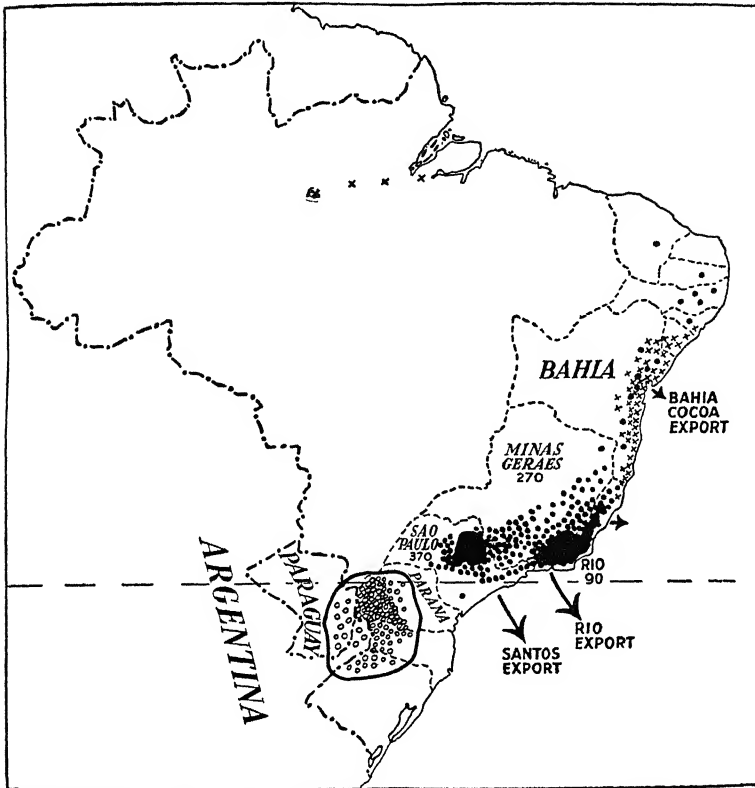 BAHIA
BAHIA
COCOA
EXPORT
MINAS
GERAES
270
SAO
PAULO
370
PARANA
RIO
90
PARAGUAY
ARGENTINA
SANTOS
EXPORT
RIO
EXPORT